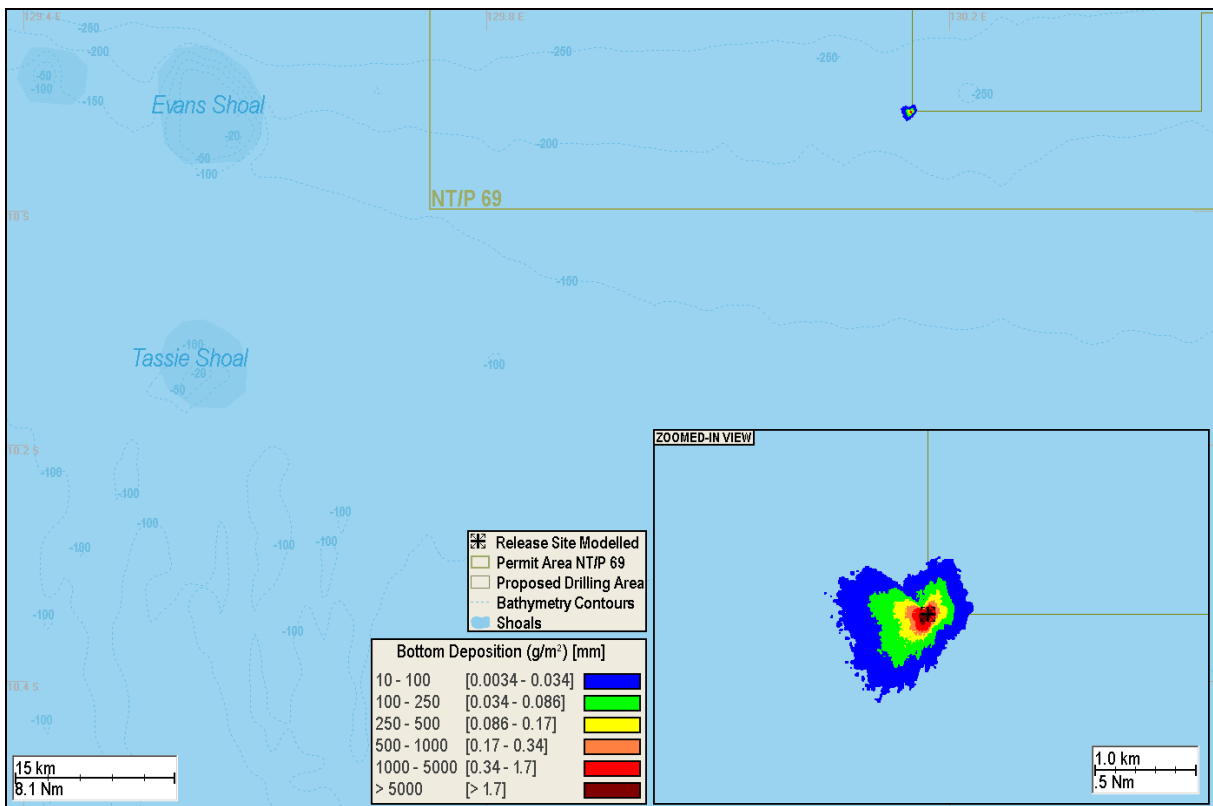 129.4 E
129.8 E
130.2 E
-250
-200
-50
-100
-150
Evans Shoal
-20
-50
-100
-250
-250
-250
-200
NT/P 69
10 S
-150
-100
Tassie Shoal
-20
-50
-100
10.2 S
-100
-100
-100
-100
-100
-100
-100
-100
-100
10.4 S
-100
ZOOMED-IN VIEW
Release Site Modelled
Permit Area NT/P 69
Proposed Drilling Area
Bathymetry Contours
Shoals
Bottom Deposition (g/m²) [mm]
10 - 100 [0.0034 - 0.034]
100 - 250 [0.034 - 0.086]
250 - 500 [0.086 - 0.17]
500 - 1000 [0.17 - 0.34]
1000 - 5000 [0.34 - 1.7]
> 5000 [> 1.7]
15 km
8.1 Nm
1.0 km
.5 Nm